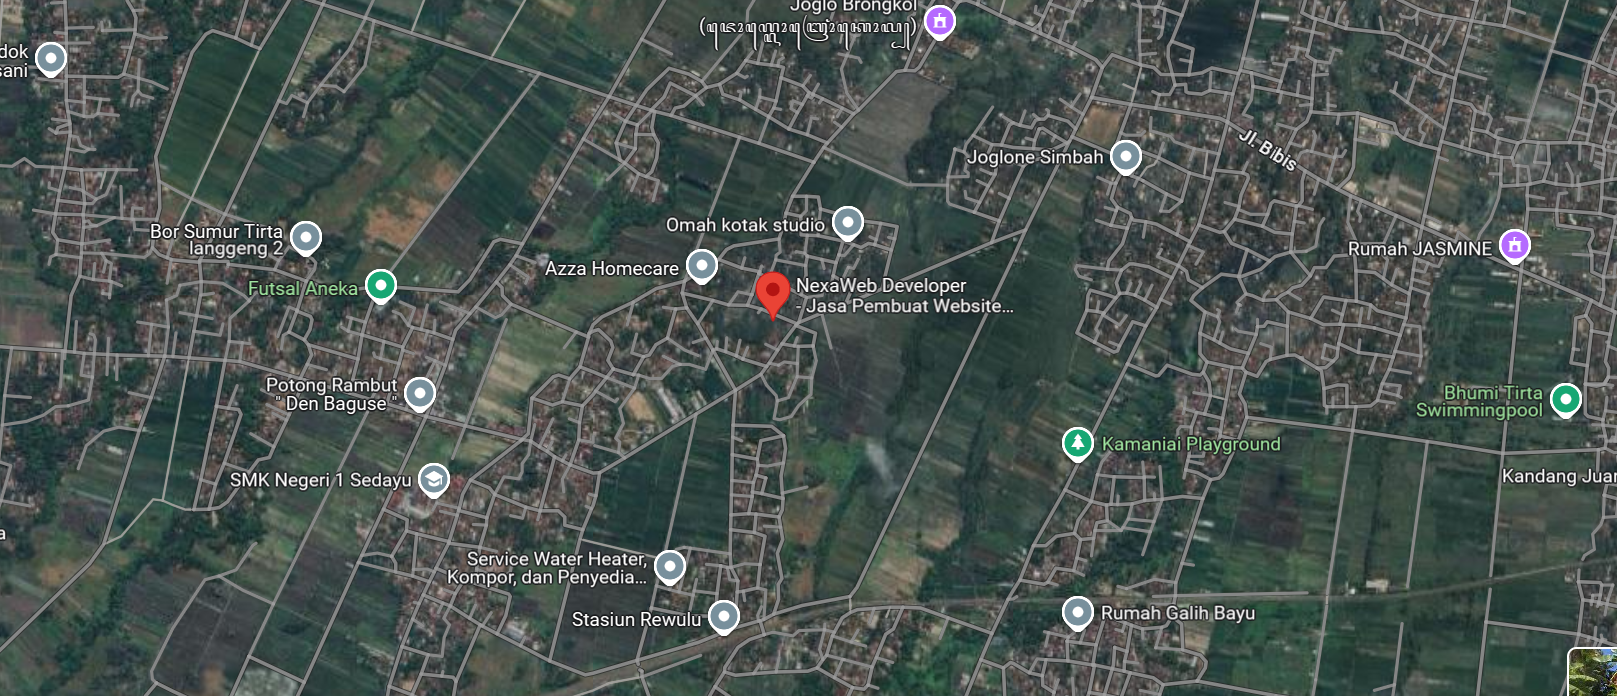 Joglo Brongkol
dok
sani
Joglone Simbah
Jl. Bibis
Omah kotak studio
Bor Sumur Tirta
langgeng 2
Rumah JASMINE
Azza Homecare
Futsal Aneka
NexaWeb Developer
- Jasa Pembuat Website...
Potong Rambut
" Den Baguse "
Bhumi Tirta
Swimmingpool
Kamaniai Playground
SMK Negeri 1 Sedayu
Kandang Juar
a
Service Water Heater,
Kompor, dan Penyedia...
Stasiun Rewulu
Rumah Galih Bayu